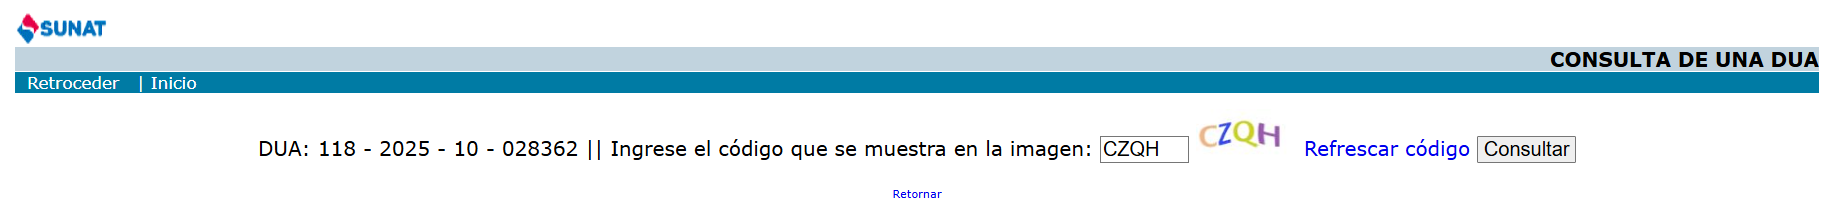 SUNAT
CONSULTA DE UNA DUA
Retroceder | Inicio
DUA: 118 - 2025 - 10 - 028362 || Ingrese el código que se muestra en la imagen: CZQH CZQH Refrescar código Consultar
Retornar